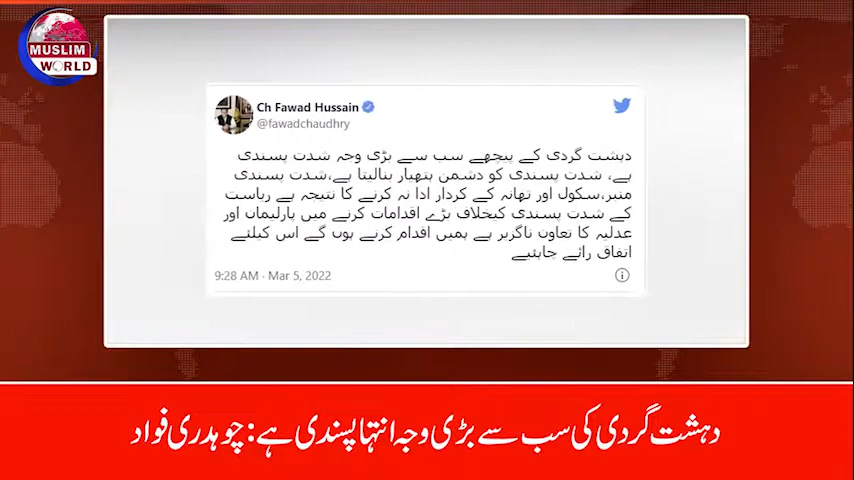 MUSLIM
WORLD
Ch Fawad Hussain
@fawadchaudhry
دہشت گردی کے پیچھے سب سے بڑی وجہ شدت پسندی
ہے، شدت پسندی کو دشمن ہتھیار بنالیتا ہے،شدت پسندی
منبر،سکول اور تھانہ کے کردار ادا نہ کرنے کا نتیجہ ہے ریاست
کے شدت پسندی کیخلاف بڑے اقدامات کرنے میں پارلیمان اور
عدلیہ کا تعاون ناگزیر ہے ہمیں اقدام کرنے ہوں گے اس کیلئے
اتفاق رائے چاہئیے
9:28 AM · Mar 5, 2022
دہشت گردی کی سب سے بڑی وجہ انتہا پسندی ہے: چوہدری فواد